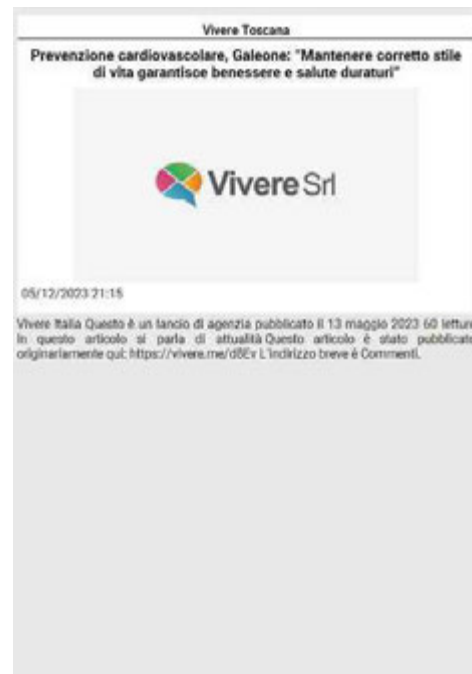 Vivere Toscana
Prevenzione cardiovascolare, Galeone: "Mantenere corretto stile
di vita garantisce benessere e salute duraturi"
Vivere Srl
05/12/2023 21:15
Vivere Italia Questo è un lancio di agenzia pubblicato il 13 maggio 2023 60 letture
In questo articolo si parla di attualità Questo articolo è stato pubblicato
originariamente qui: https://vivere.me/d8Ev L'indirizzo breve è Commenti.